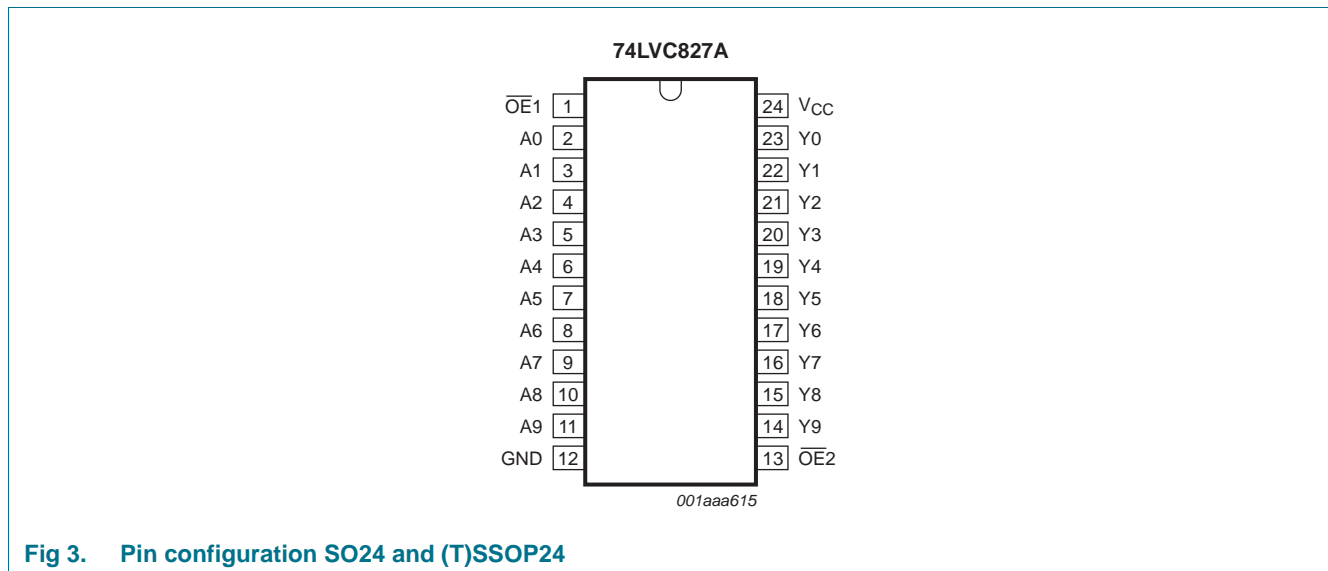 74LVC827A
O̅E̅1 1 24 VCC
A0 2 23 Y0
A1 3 22 Y1
A2 4 21 Y2
A3 5 20 Y3
A4 6 19 Y4
A5 7 18 Y5
A6 8 17 Y6
A7 9 16 Y7
A8 10 15 Y8
A9 11 14 Y9
GND 12 13 O̅E̅2
001aaa615
Fig 3. Pin configuration SO24 and (T)SSOP24